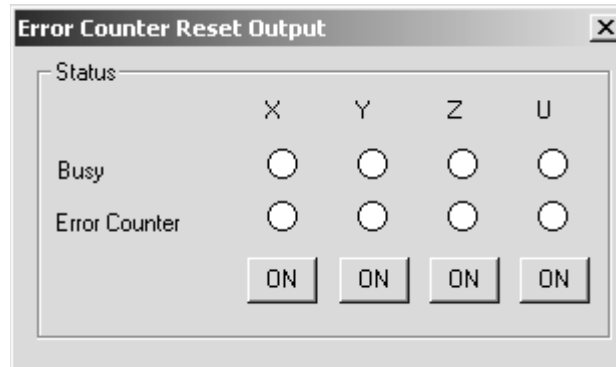 Error Counter Reset Output
Status
X Y Z U
Busy
Error Counter
ON ON ON ON